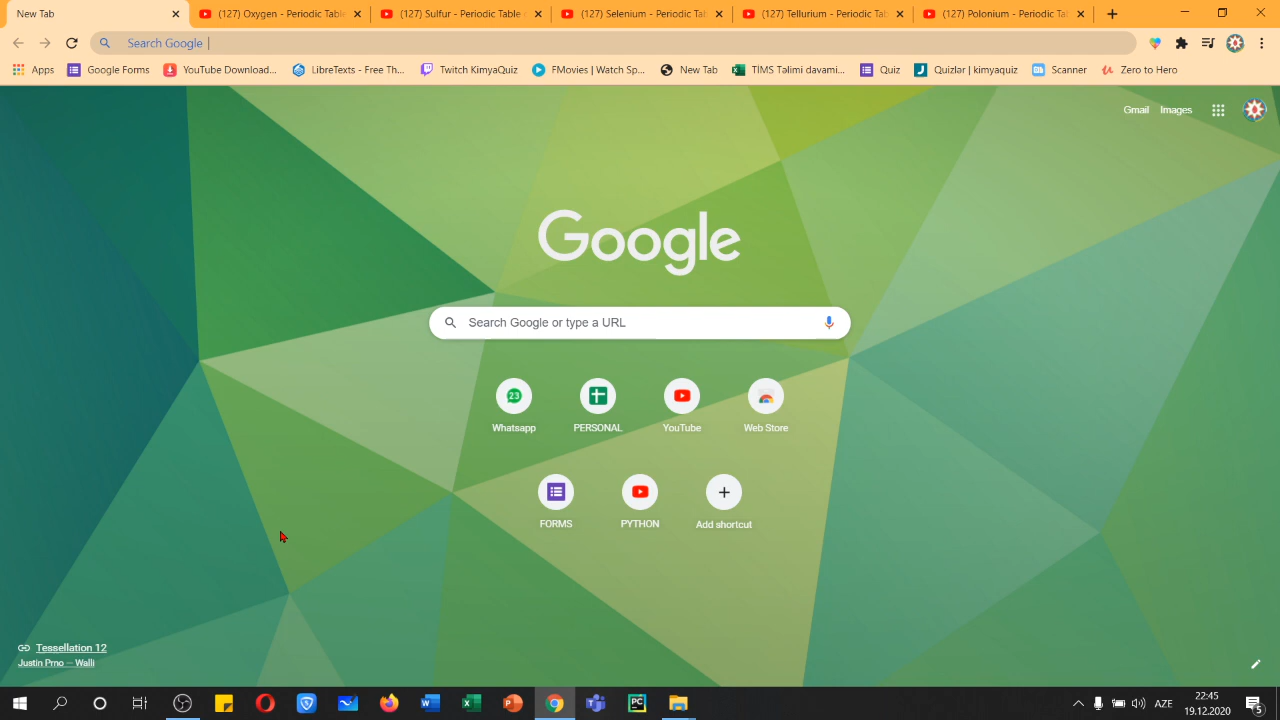 New Tab
(127) Oxygen - Periodic Table
(127) Sulfur - Periodic Table
(127) Selenium - Periodic Tab
(127) Tellurium - Periodic Tab
(127) Polonium - Periodic Ta
Search Google
Apps
Google Forms
YouTube Download...
LibreTexts - Free Th...
Twitch KimyaQuiz
FMovies | Watch Sp...
New Tab
TİMS Talimi davami...
Quiz
Quizlər | kimyaquiz
Scanner
Zero to Hero
Gmail
Images
Google
Search Google or type a URL
23
Whatsapp
PERSONAL
YouTube
Web Store
FORMS
PYTHON
Add shortcut
Tessellation 12
Justin Prno — Walli
AZE
22:45
19.12.2020
5